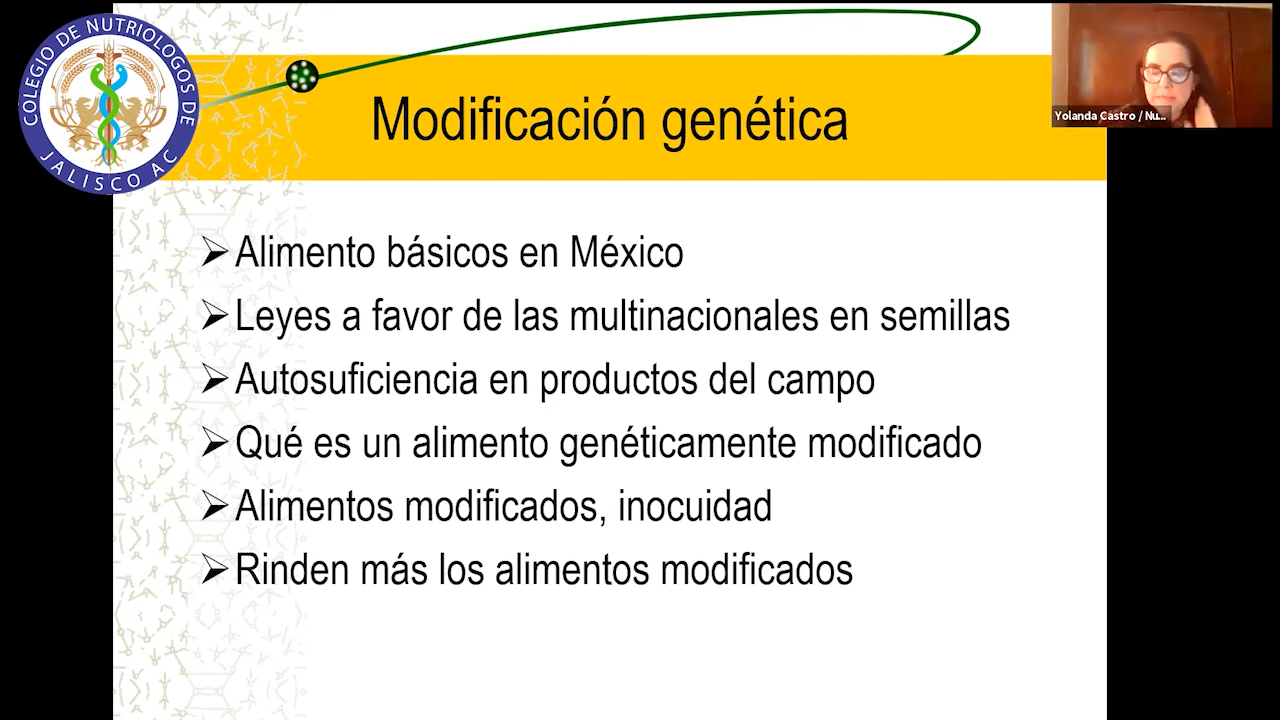 COLEGIO DE NUTRIOLOGOS DE
JALISCO AC
Modificación genética
Yolanda Castro / Nu...
Alimento básicos en México
Leyes a favor de las multinacionales en semillas
Autosuficiencia en productos del campo
Qué es un alimento genéticamente modificado
Alimentos modificados, inocuidad
Rinden más los alimentos modificados